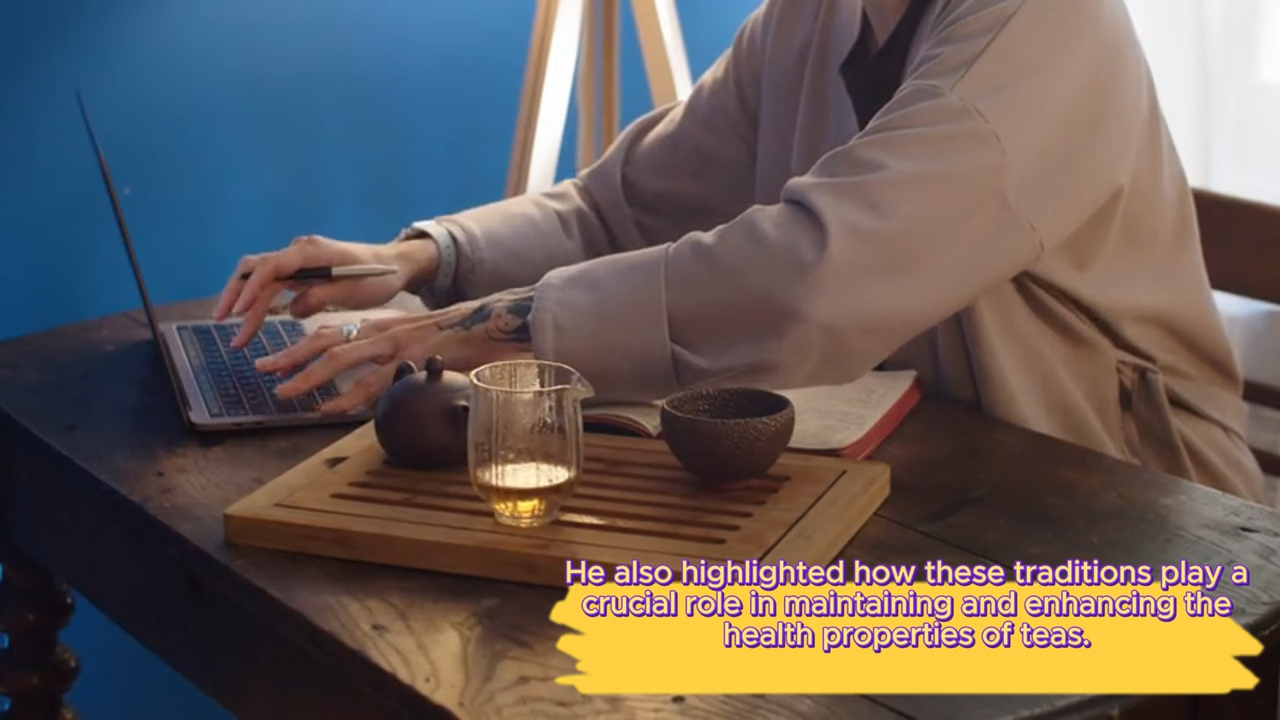 He also highlighted how these traditions play a
crucial role in maintaining and enhancing the
health properties of teas.